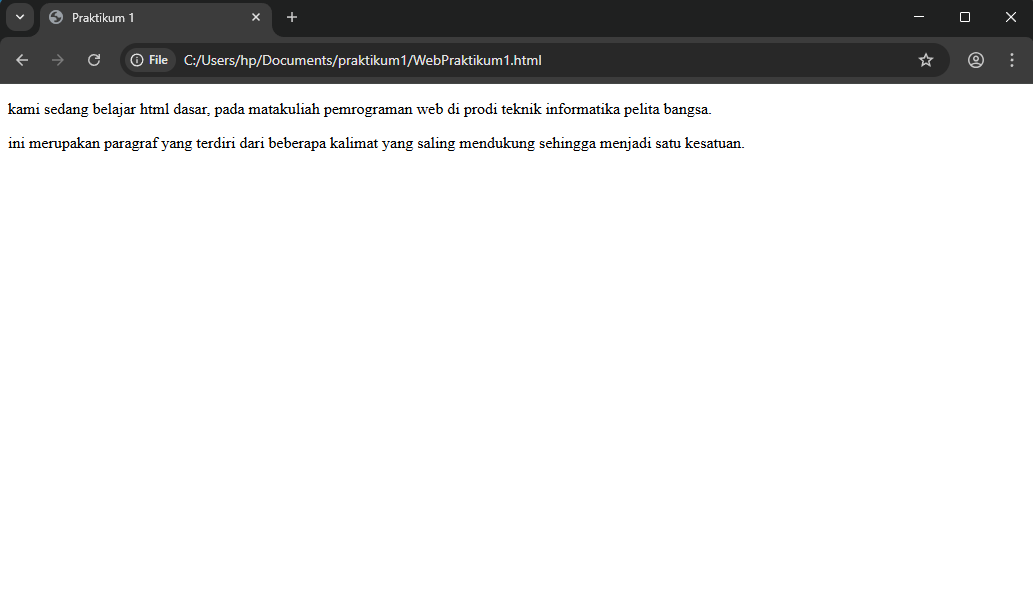 Praktikum 1
File C:/Users/hp/Documents/praktikum1/WebPraktikum1.html
kami sedang belajar html dasar, pada matakuliah pemrograman web di prodi teknik informatika pelita bangsa.
ini merupakan paragraf yang terdiri dari beberapa kalimat yang saling mendukung sehingga menjadi satu kesatuan.